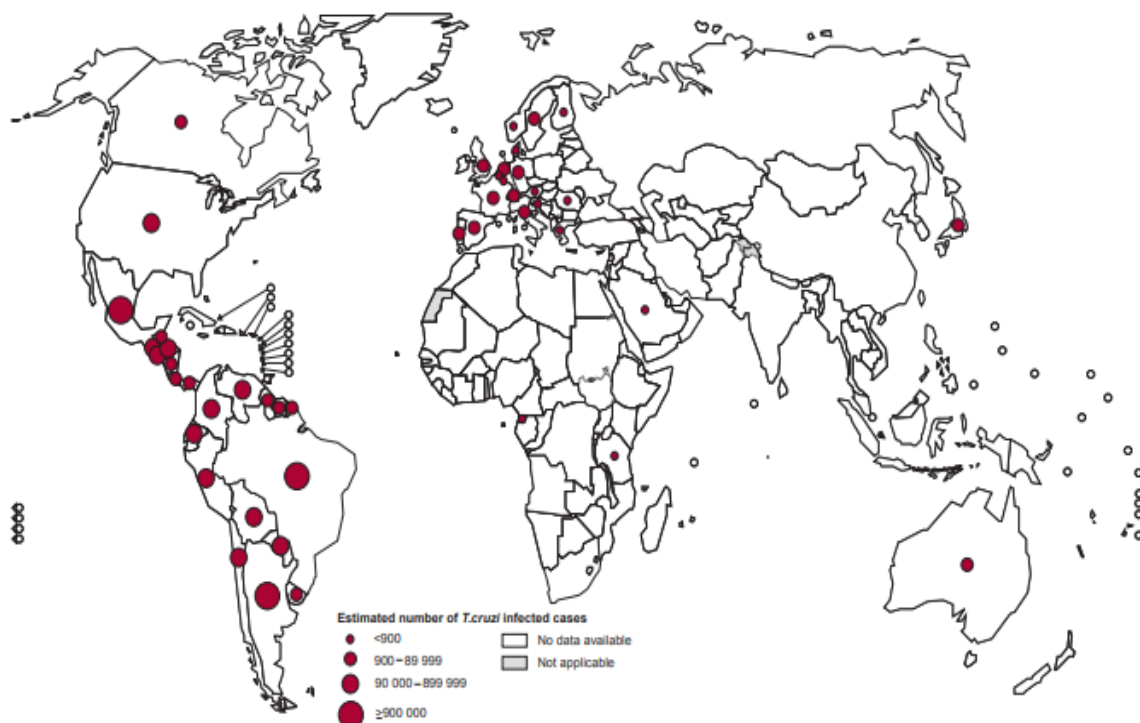 Estimated number of T.cruzi infected cases
<900
900–89 999
90 000–899 999
≥900 000
No data available
Not applicable